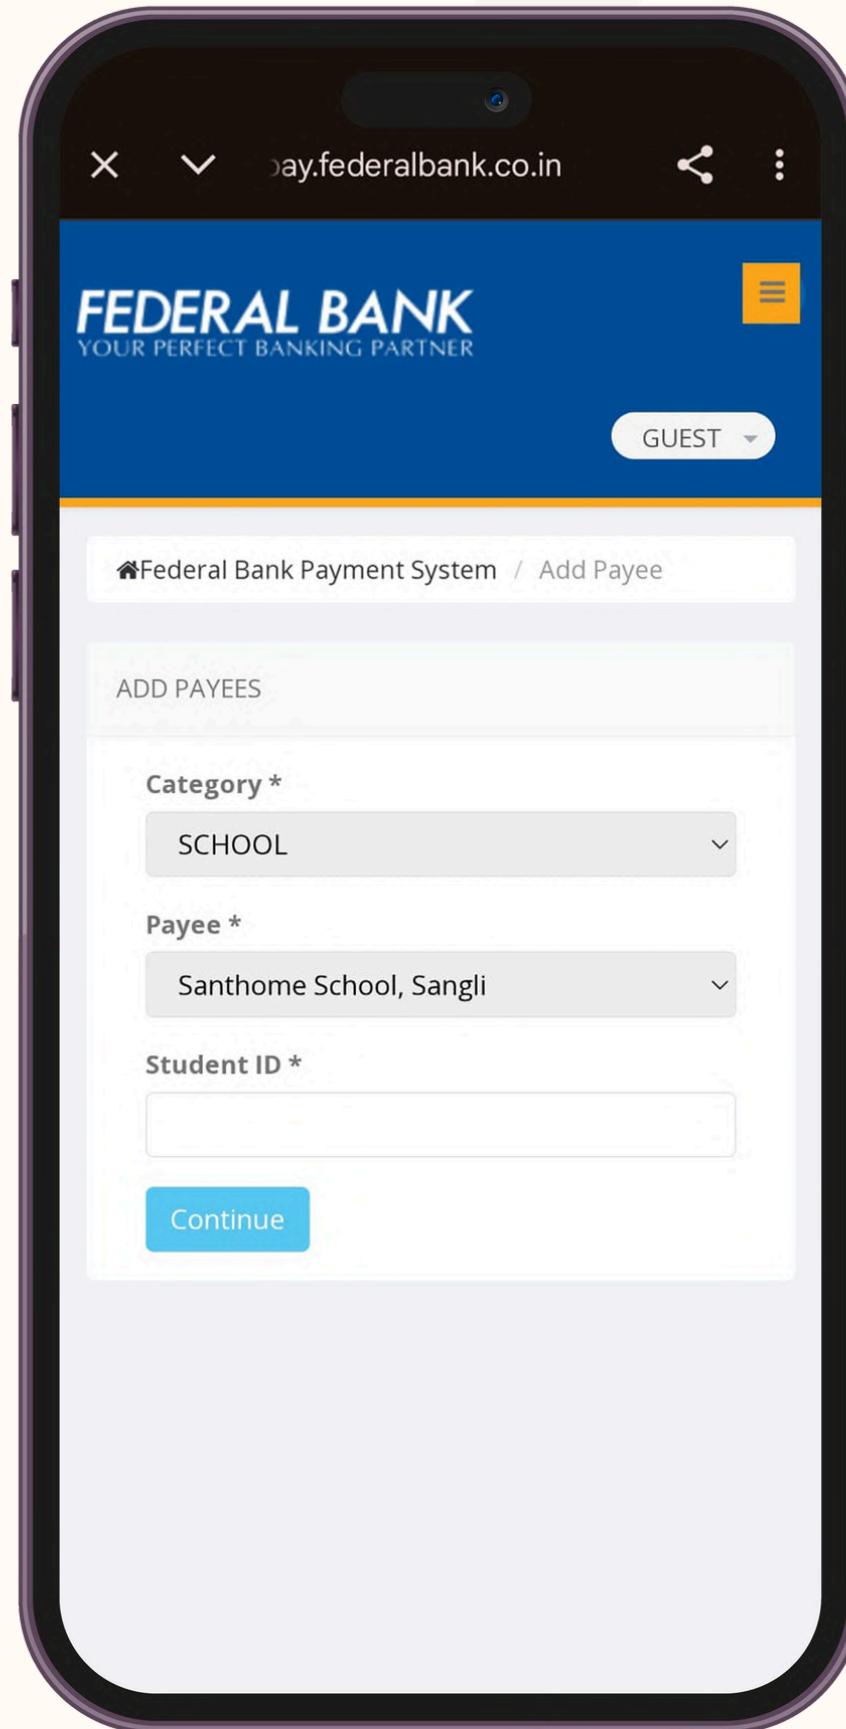 pay.federalbank.co.in
FEDERAL BANK
YOUR PERFECT BANKING PARTNER
GUEST
Federal Bank Payment System / Add Payee
ADD PAYEES
Category *
SCHOOL
Payee *
Santhome School, Sangli
Student ID *
Continue